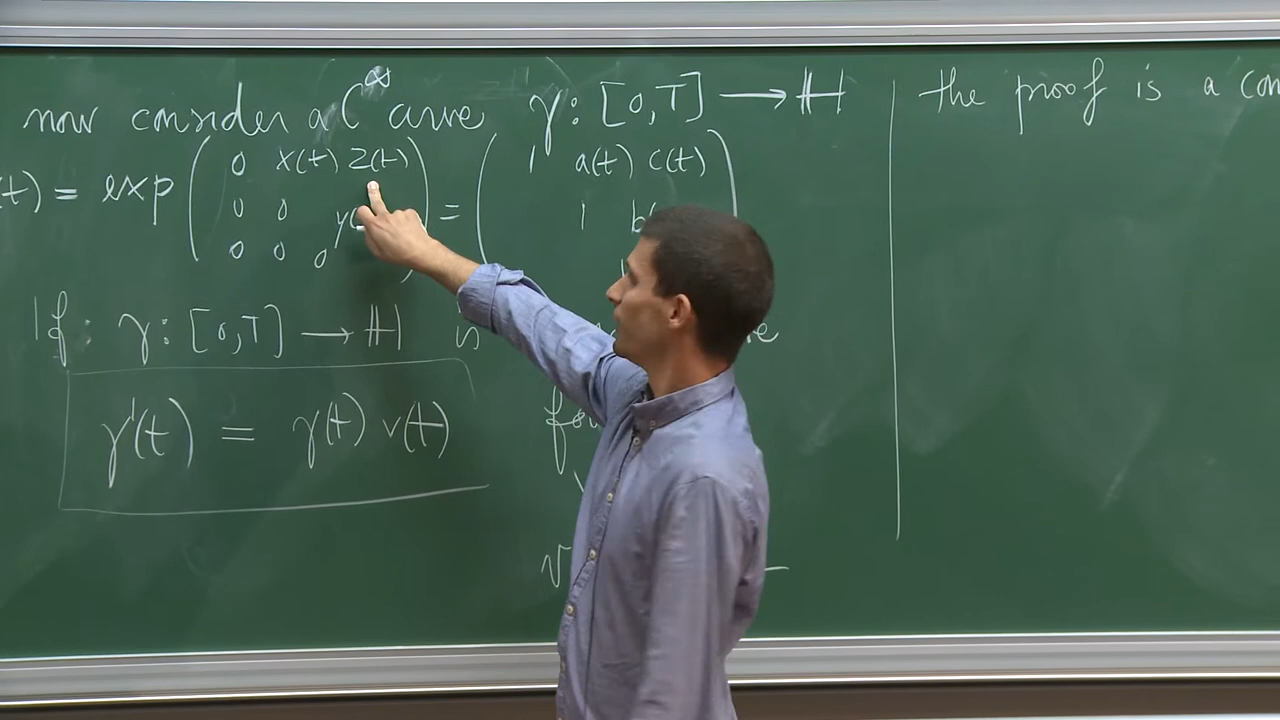 now consider a C^∞ curve γ: [0,T] ⟶ ℍ
(t) = exp ( 0 x(t) z(t) ) = ( 1 a(t) c(t) )
0 0 y(
0 0 0
1 b(
If: γ: [0,T] ⟶ ℍ is
γ'(t) = γ(t) v(t)
the proof is a con